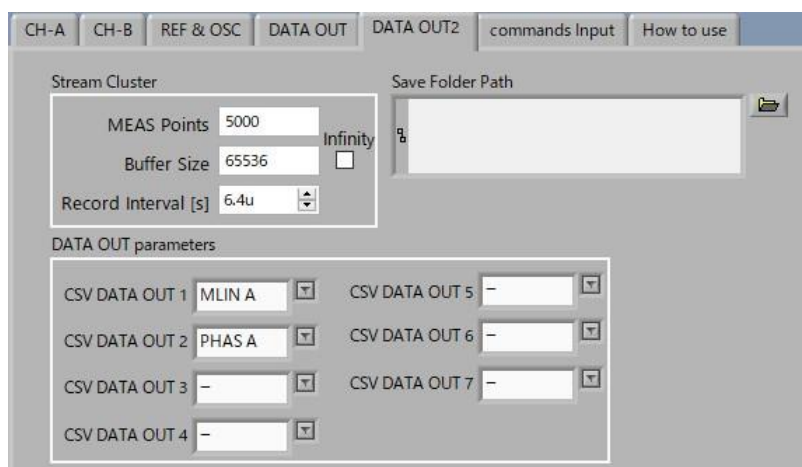 CH-A CH-B REF & OSC DATA OUT DATA OUT2 commands Input How to use
Stream Cluster
MEAS Points 5000
Infinity
Buffer Size 65536
Record Interval [s] 6.4u
Save Folder Path
DATA OUT parameters
CSV DATA OUT 1 MLIN A
CSV DATA OUT 2 PHAS A
CSV DATA OUT 3 –
CSV DATA OUT 4 –
CSV DATA OUT 5 –
CSV DATA OUT 6 –
CSV DATA OUT 7 –